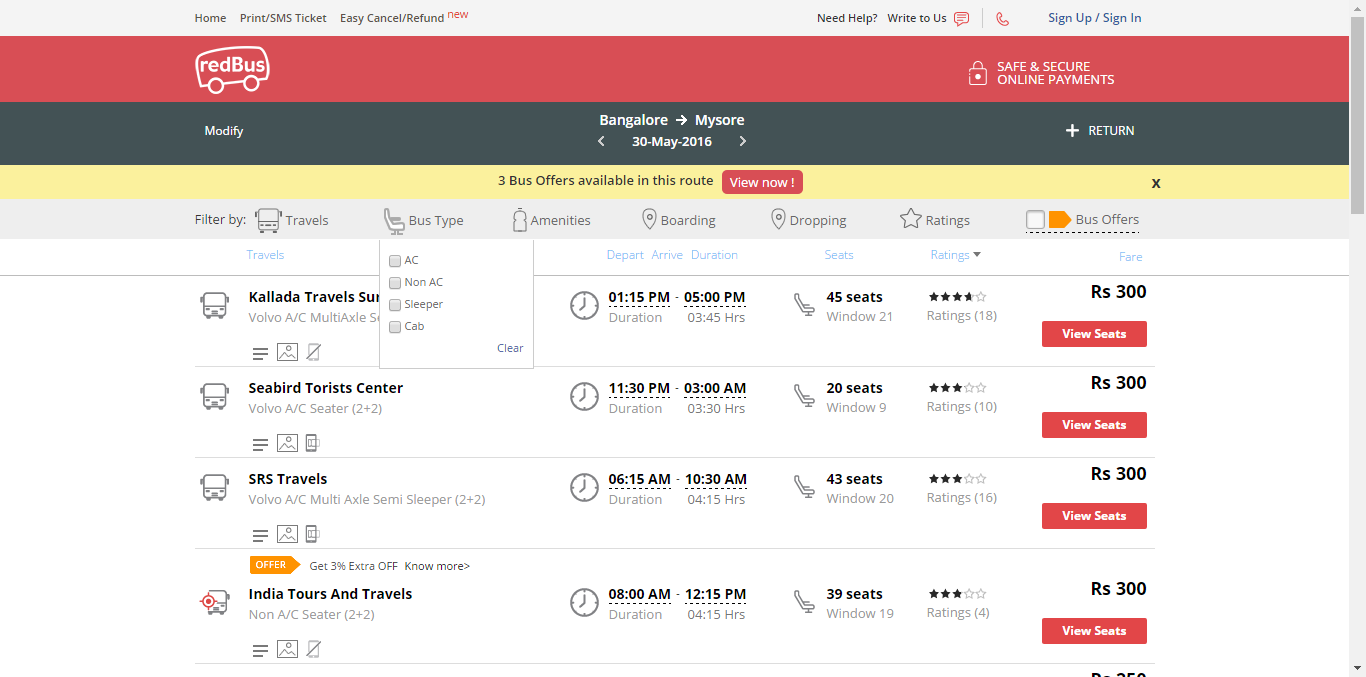 Home Print/SMS Ticket Easy Cancel/Refund new Need Help? Write to Us Sign Up / Sign In
redBus
SAFE & SECURE
ONLINE PAYMENTS
Modify
Bangalore → Mysore
< 30-May-2016 >
+ RETURN
3 Bus Offers available in this route View now ! x
Filter by: Travels Bus Type Amenities Boarding Dropping Ratings Bus Offers
Travels Depart Arrive Duration Seats Ratings Fare
AC
Non AC
Sleeper
Cab
Clear
Kallada Travels 01:15 PM - 05:00 PM 45 seats Rs 300
Volvo A/C MultiAxle Duration 03:45 Hrs Window 21 Ratings (18)
View Seats
Seabird Torists Center 11:30 PM - 03:00 AM 20 seats Rs 300
Volvo A/C Seater (2+2) Duration 03:30 Hrs Window 9 Ratings (10)
View Seats
SRS Travels 06:15 AM - 10:30 AM 43 seats Rs 300
Volvo A/C Multi Axle Semi Sleeper (2+2) Duration 04:15 Hrs Window 20 Ratings (16)
View Seats
OFFER Get 3% Extra OFF Know more>
India Tours And Travels 08:00 AM - 12:15 PM 39 seats Rs 300
Non A/C Seater (2+2) Duration 04:15 Hrs Window 19 Ratings (4)
View Seats